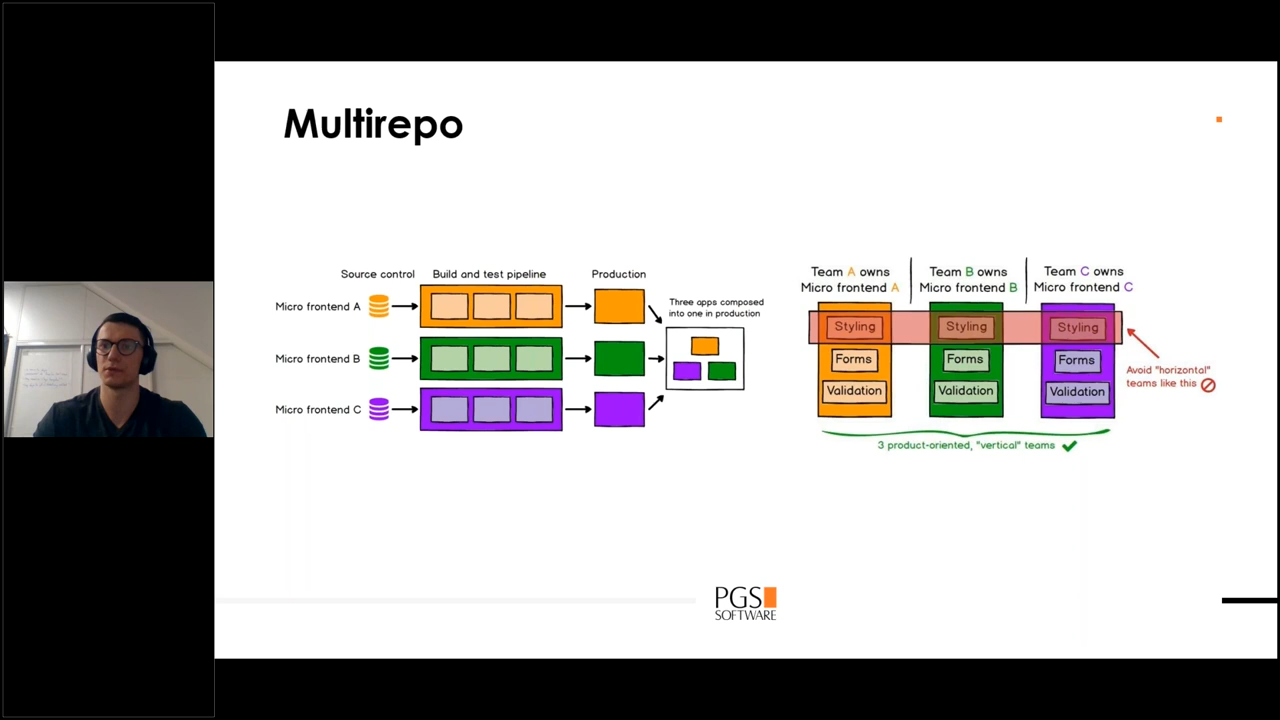 Multirepo
Source control
Build and test pipeline
Production
Micro frontend A
Micro frontend B
Micro frontend C
Three apps composed
into one in production
Team A owns
Micro frontend A
Team B owns
Micro frontend B
Team C owns
Micro frontend C
Styling
Styling
Styling
Forms
Forms
Forms
Validation
Validation
Validation
Avoid "horizontal"
teams like this
3 product-oriented, "vertical" teams
PGS
SOFTWARE